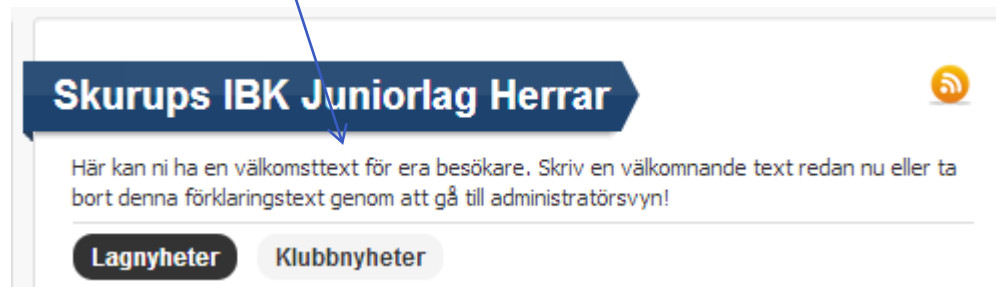 Skurups IBK Juniorlag Herrar
Här kan ni ha en välkomsttext för era besökare. Skriv en välkomnande text redan nu eller ta
bort denna förklaringstext genom att gå till administratörsvyn!
Lagnyheter Klubbnyheter